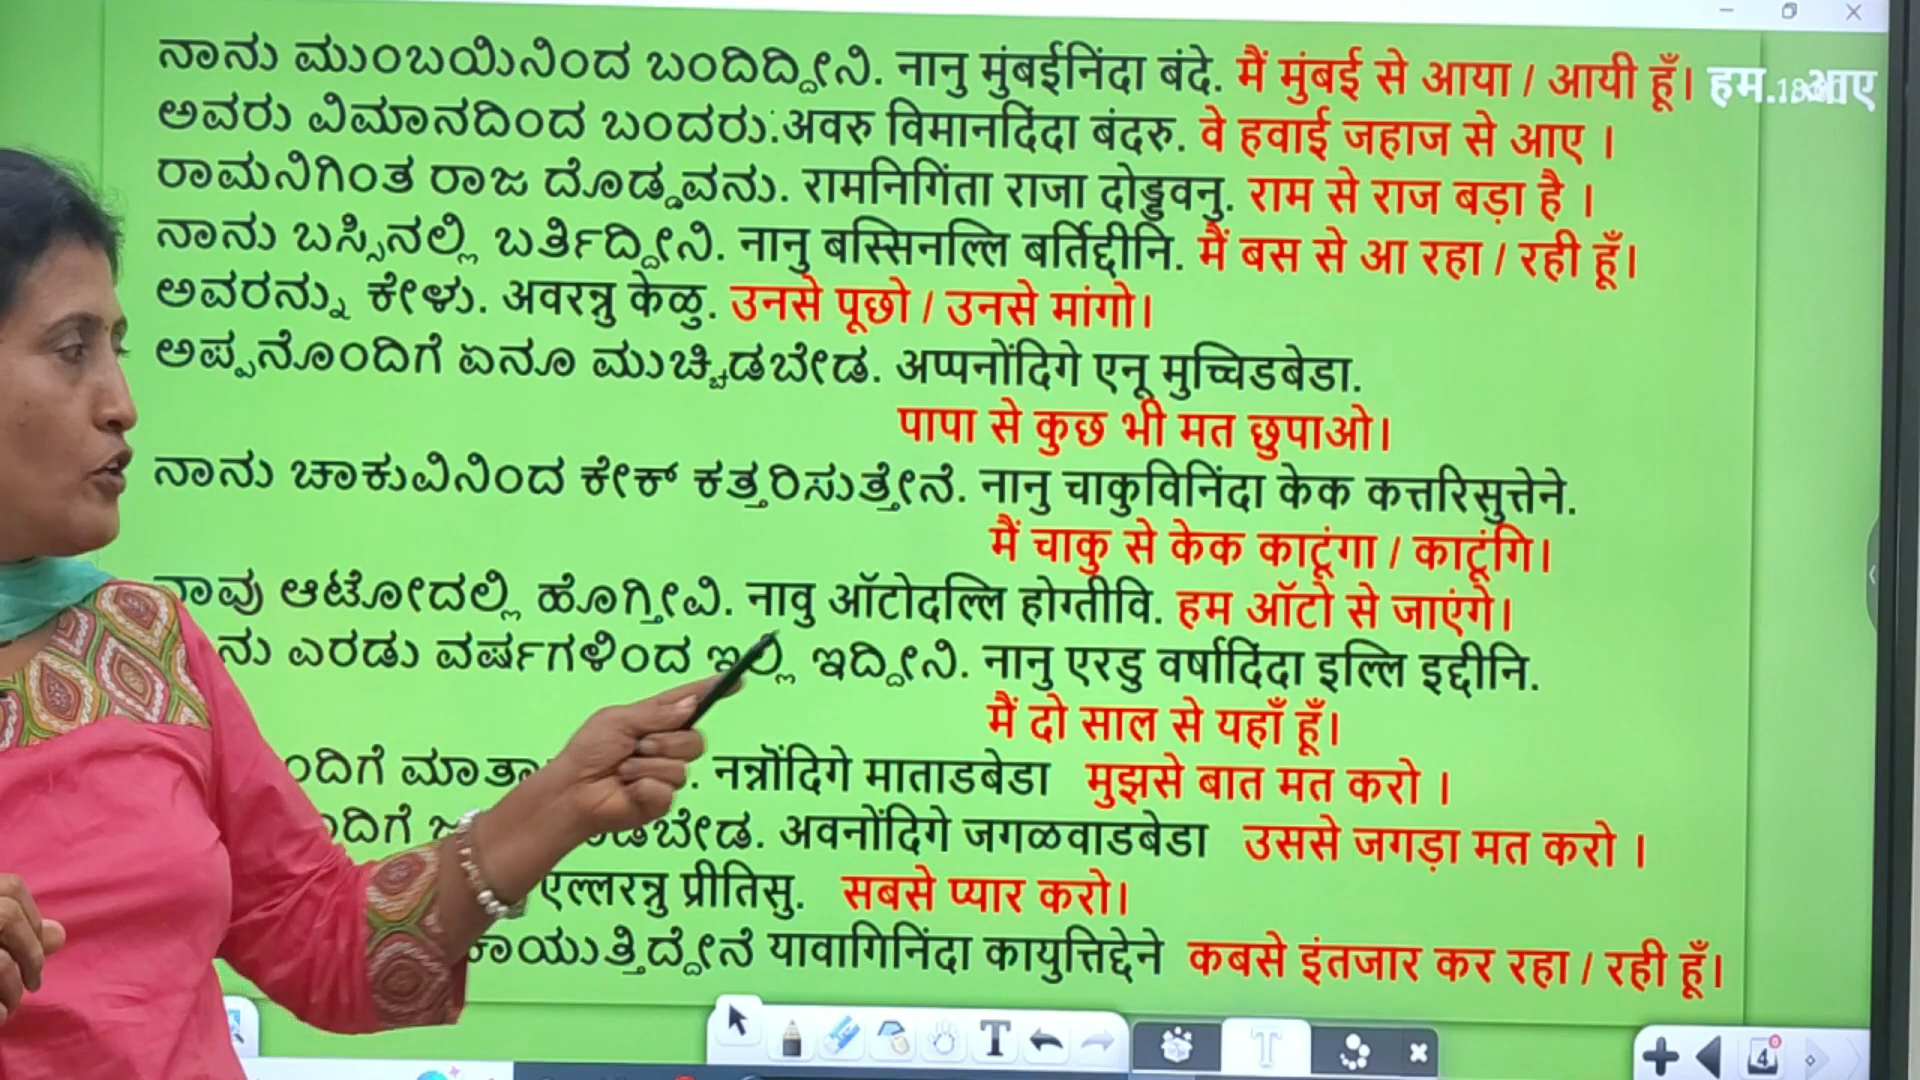 ನಾನು ಮುಂಬಯಿನಿಂದ ಬಂದಿದ್ದೀನಿ. नानु मुंबईनिंदा बंदे. मैं मुंबई से आया / आयी हूँ। हम.. आए
ಅವರು ವಿಮಾನದಿಂದ ಬಂದರು. अवरु विमानदिंदा बंदरु. वे हवाई जहाज से आए ।
ರಾಮನಿಗಿಂತ ರಾಜ ದೊಡ್ಡವನು. रामनिगिंता राजा दोड्डवनु. राम से राज बड़ा है ।
ನಾನು ಬಸ್ಸಿನಲ್ಲಿ ಬರ್ತಿದ್ದೀನಿ. नानु बस्सिनल्लि बर्तिद्दीनि. मैं बस से आ रहा / रही हूँ।
ಅವರನ್ನು ಕೇಳು. अवरन्नु केळु. उनसे पूछो / उनसे मांगो।
ಅಪ್ಪನೊಂದಿಗೆ ಏನೂ ಮುಚ್ಚಿಡಬೇಡ. अप्पनोंदिगे एनू मुच्चिडबेडा.
पापा से कुछ भी मत छुपाओ।
ನಾನು ಚಾಕುವಿನಿಂದ ಕೇಕ್ ಕತ್ತರಿಸುತ್ತೇನೆ. नानु चाकुविनिंदा केक कत्तरिसुत्तेने.
मैं चाकु से केक काटूंगा / काटूंगि।
ನಾವು ಆಟೋದಲ್ಲಿ ಹೊಗ್ತೀವಿ. नावु ऑटोदल्लि होग्तीवि. हम ऑटो से जाएंगे।
ನು ಎರಡು ವರ್ಷಗಳಿಂದ ಇಲ್ಲಿ ಇದ್ದೀನಿ. नानु एरडु वर्षादिंदा इल्लि इद्दीनि.
मैं दो साल से यहाँ हूँ।
ಂದಿಗೆ ಮಾತಾ . नन्नोंदिगे माताडबेडा मुझसे बात मत करो ।
ಂದಿಗೆ ಡಬೇಡ. अवनोंदिगे जगळवाडबेडा उससे जगड़ा मत करो ।
एल्लरन्नु प्रीतिसु. सबसे प्यार करो।
ಕಾಯುತ್ತಿದ್ದೇನೆ यावागिनिंदा कायुत्तिद्देने कबसे इंतजार कर रहा / रही हूँ।
T T 4